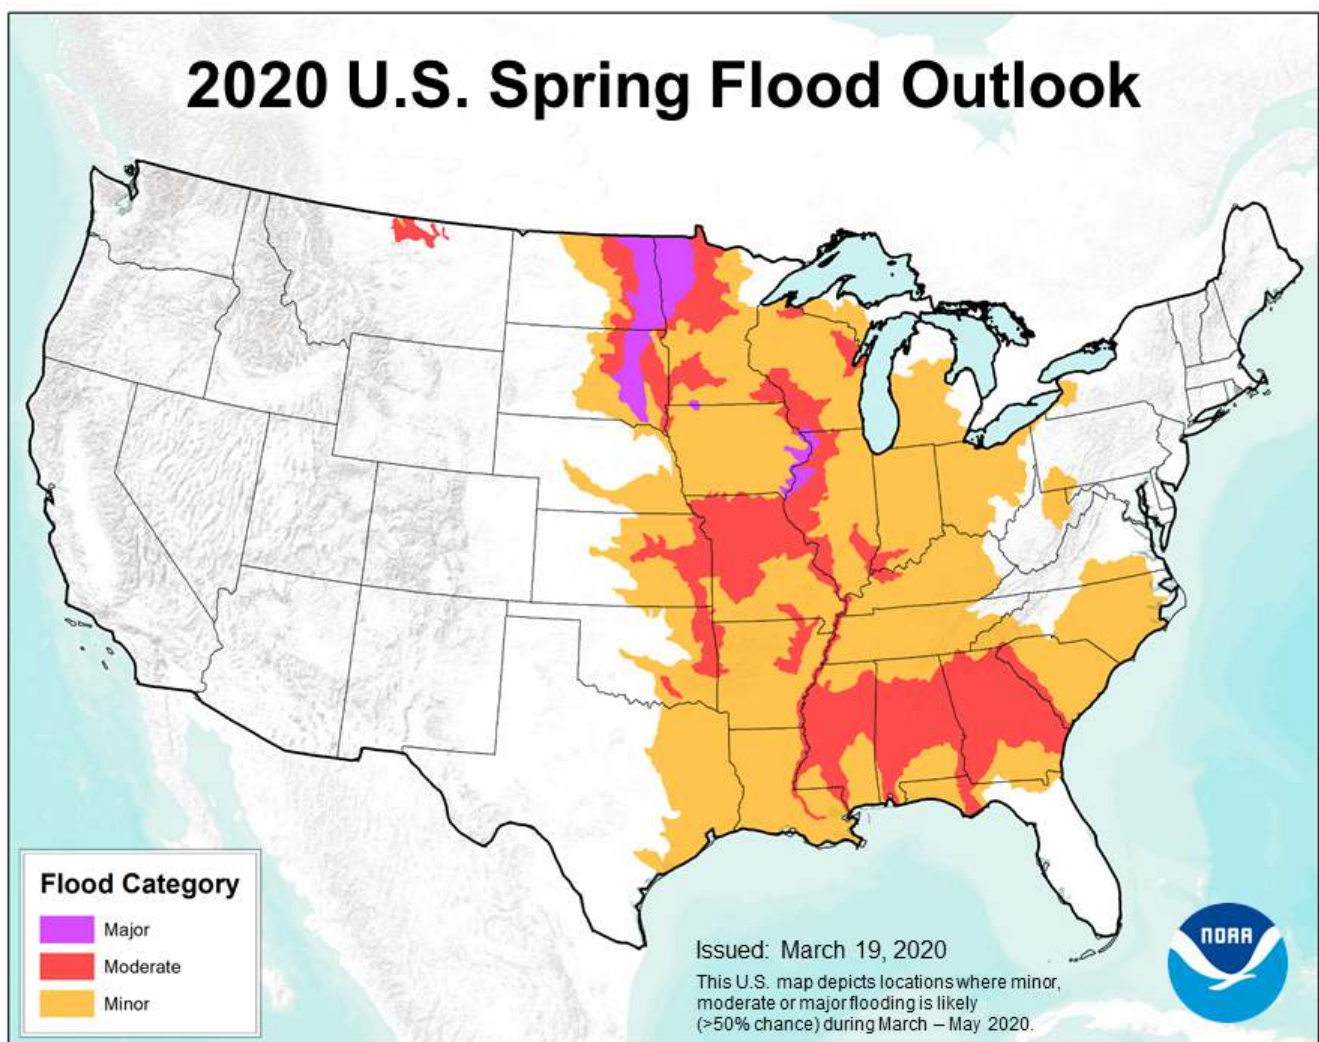 2020 U.S. Spring Flood Outlook
Flood Category
Major
Moderate
Minor
Issued: March 19, 2020
This U.S. map depicts locations where minor,
moderate or major flooding is likely
(>50% chance) during March – May 2020.
NOAA